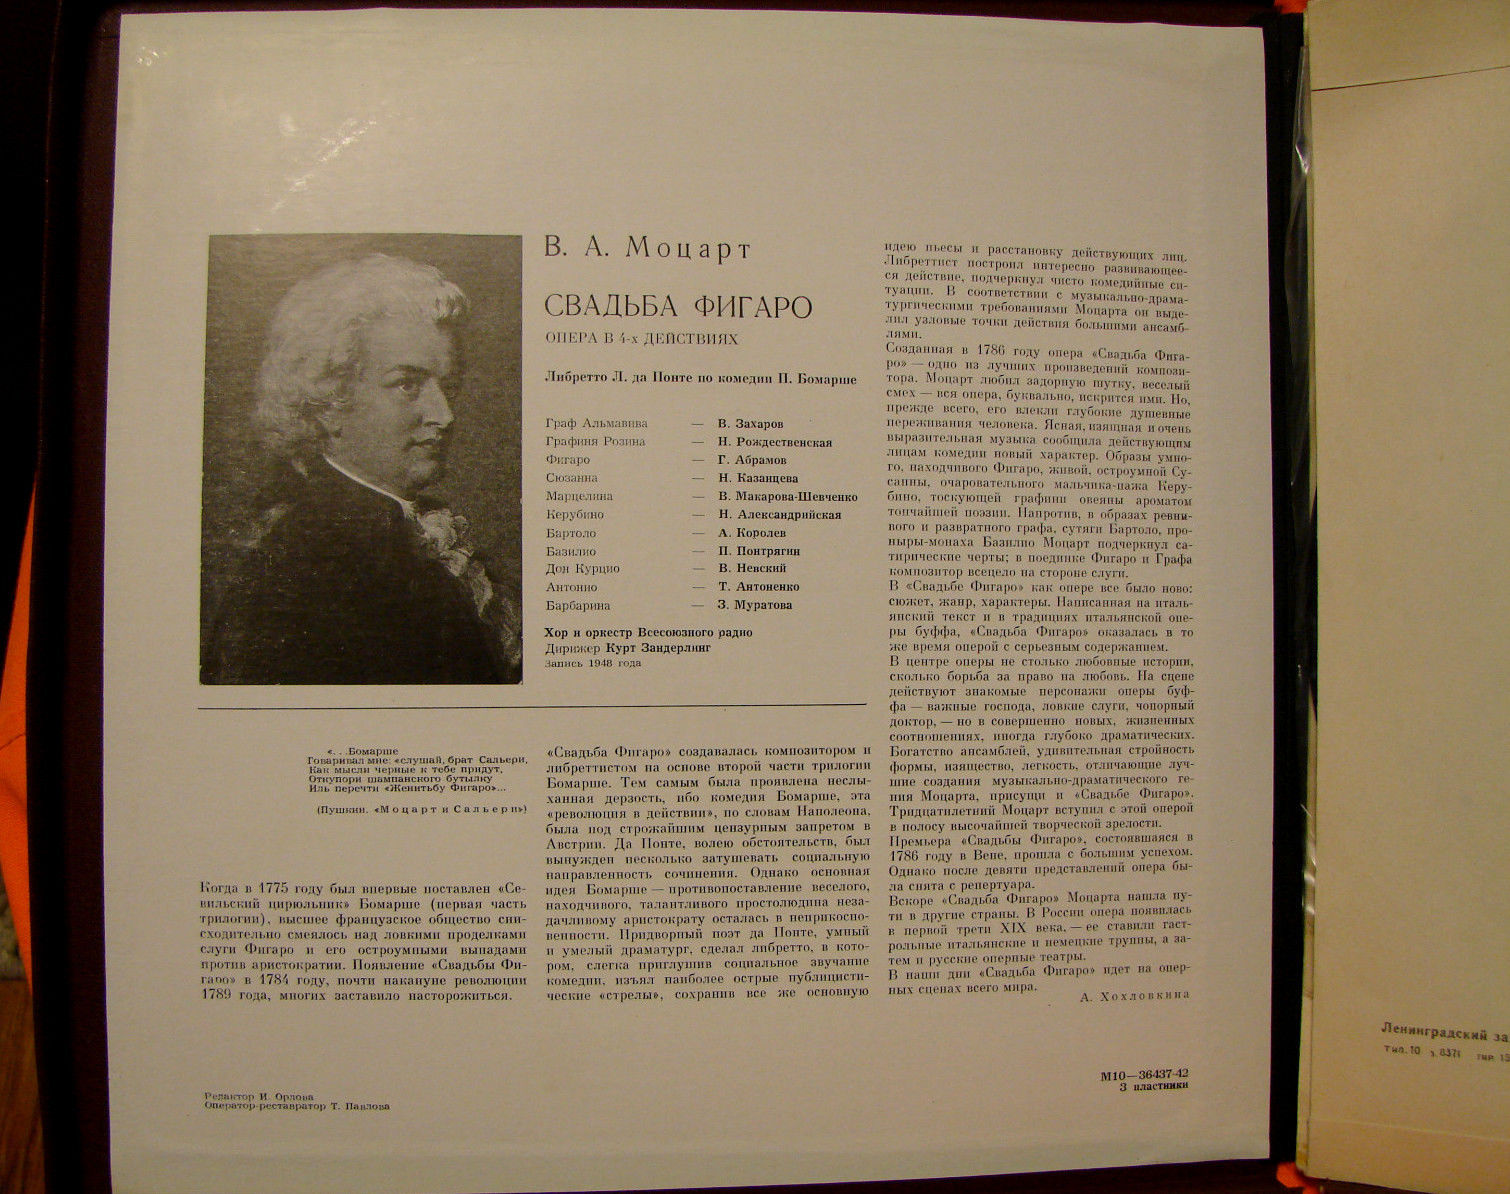 В. А. Моцарт
СВАДЬБА ФИГАРО
ОПЕРА В 4-х ДЕЙСТВИЯХ
Либретто Л. да Понте по комедии П. Бомарше
Граф Альмавива — В. Захаров
Графиня Розина — Н. Рождественская
Фигаро — Г. Абрамов
Сюзанна — Н. Казанцева
Марцелина — В. Макарова-Шевченко
Керубино — Н. Александрийская
Бартоло — А. Королев
Базилио — П. Понтрягин
Дон Курцио — В. Невский
Антонио — Т. Антоненко
Барбарина — З. Муратова
Хор и оркестр Всесоюзного радио
Дирижер Курт Зандерлинг
Запись 1948 года
«. . .Бомарше
Говаривал мне: «слушай, брат Сальери,
Как мысли черные к тебе придут,
Откупори шампанского бутылку
Иль перечти «Женитьбу Фигаро»...
(Пушкин. «Моцарт и Сальери»)
Когда в 1775 году был впервые поставлен «Се-
вильский цирюльник» Бомарше (первая часть
трилогии), высшее французское общество сни-
сходительно смеялось над ловкими проделками
слуги Фигаро и его остроумными выпадами
против аристократии. Появление «Свадьбы Фи-
гаро» в 1784 году, почти накануне революции
1789 года, многих заставило насторожиться.
«Свадьба Фигаро» создавалась композитором и
либреттистом на основе второй части трилогии
Бомарше. Тем самым была проявлена неслы-
ханная дерзость, ибо комедия Бомарше, эта
«революция в действии», по словам Наполеона,
была под строжайшим цензурным запретом в
Австрии. Да Понте, волею обстоятельств, был
вынужден несколько затушевать социальную
направленность сочинения. Однако основная
идея Бомарше — противопоставление веселого,
находчивого, талантливого простолюдина неза-
дачливому аристократу осталась в неприкосно-
венности. Придворный поэт да Понте, умный
и умелый драматург, сделал либретто, в кото-
ром, слегка приглушив социальное звучание
комедии, изъял наиболее острые публицисти-
ческие «стрелы», сохранив все же основную
идею пьесы и расстановку действующих лиц.
Либреттист построил интересно развивающее-
ся действие, подчеркнул чисто комедийные си-
туации. В соответствии с музыкально-драма-
тургическими требованиями Моцарта он выде-
лил узловые точки действия большими ансамб-
лями.
Созданная в 1786 году опера «Свадьба Фига-
ро» — одно из лучших произведений компози-
тора. Моцарт любил задорную шутку, веселый
смех — вся опера, буквально, искрится ими. Но,
прежде всего, его влекли глубокие душевные
переживания человека. Ясная, изящная и очень
выразительная музыка сообщила действующим
лицам комедии новый характер. Образы умно-
го, находчивого Фигаро, живой, остроумной Су-
санны, очаровательного мальчика-пажа Керу-
бино, тоскующей графини овеяны ароматом
тончайшей поэзии. Напротив, в образах ревни-
вого и развратного графа, сутяги Бартоло, про-
ныры-монаха Базилио Моцарт подчеркнул са-
тирические черты; в поединке Фигаро и Графа
композитор всецело на стороне слуги.
В «Свадьбе Фигаро» как опере все было ново:
сюжет, жанр, характеры. Написанная на италь-
янский текст и в традициях итальянской опе-
ры буффа, «Свадьба Фигаро» оказалась в то
же время оперой с серьезным содержанием.
В центре оперы не столько любовные истории,
сколько борьба за право на любовь. На сцене
действуют знакомые персонажи оперы буф-
фа — важные господа, ловкие слуги, чопорный
доктор, — но в совершенно новых, жизненных
соотношениях, иногда глубоко драматических.
Богатство ансамблей, удивительная стройность
формы, изящество, легкость, отличающие луч-
шие создания музыкально-драматического ге-
ния Моцарта, присущи и «Свадьбе Фигаро».
Тридцатилетний Моцарт вступил с этой оперой
в полосу высочайшей творческой зрелости.
Премьера «Свадьбы Фигаро», состоявшаяся в
1786 году в Вене, прошла с большим успехом.
Однако после девяти представлений опера бы-
ла снята с репертуара.
Вскоре «Свадьба Фигаро» Моцарта нашла пу-
ти в другие страны. В России опера появилась
в первой трети XIX века, — ее ставили гаст-
рольные итальянские и немецкие труппы, а за-
тем и русские оперные театры.
В наши дни «Свадьба Фигаро» идет на опер-
ных сценах всего мира.
А. Хохловкина
Редактор И. Орлова
Оператор-реставратор Т. Павлова
М10—36437-42
3 пластинки
Ленинградский за
Тип. 10 з. 8371 тир. 15